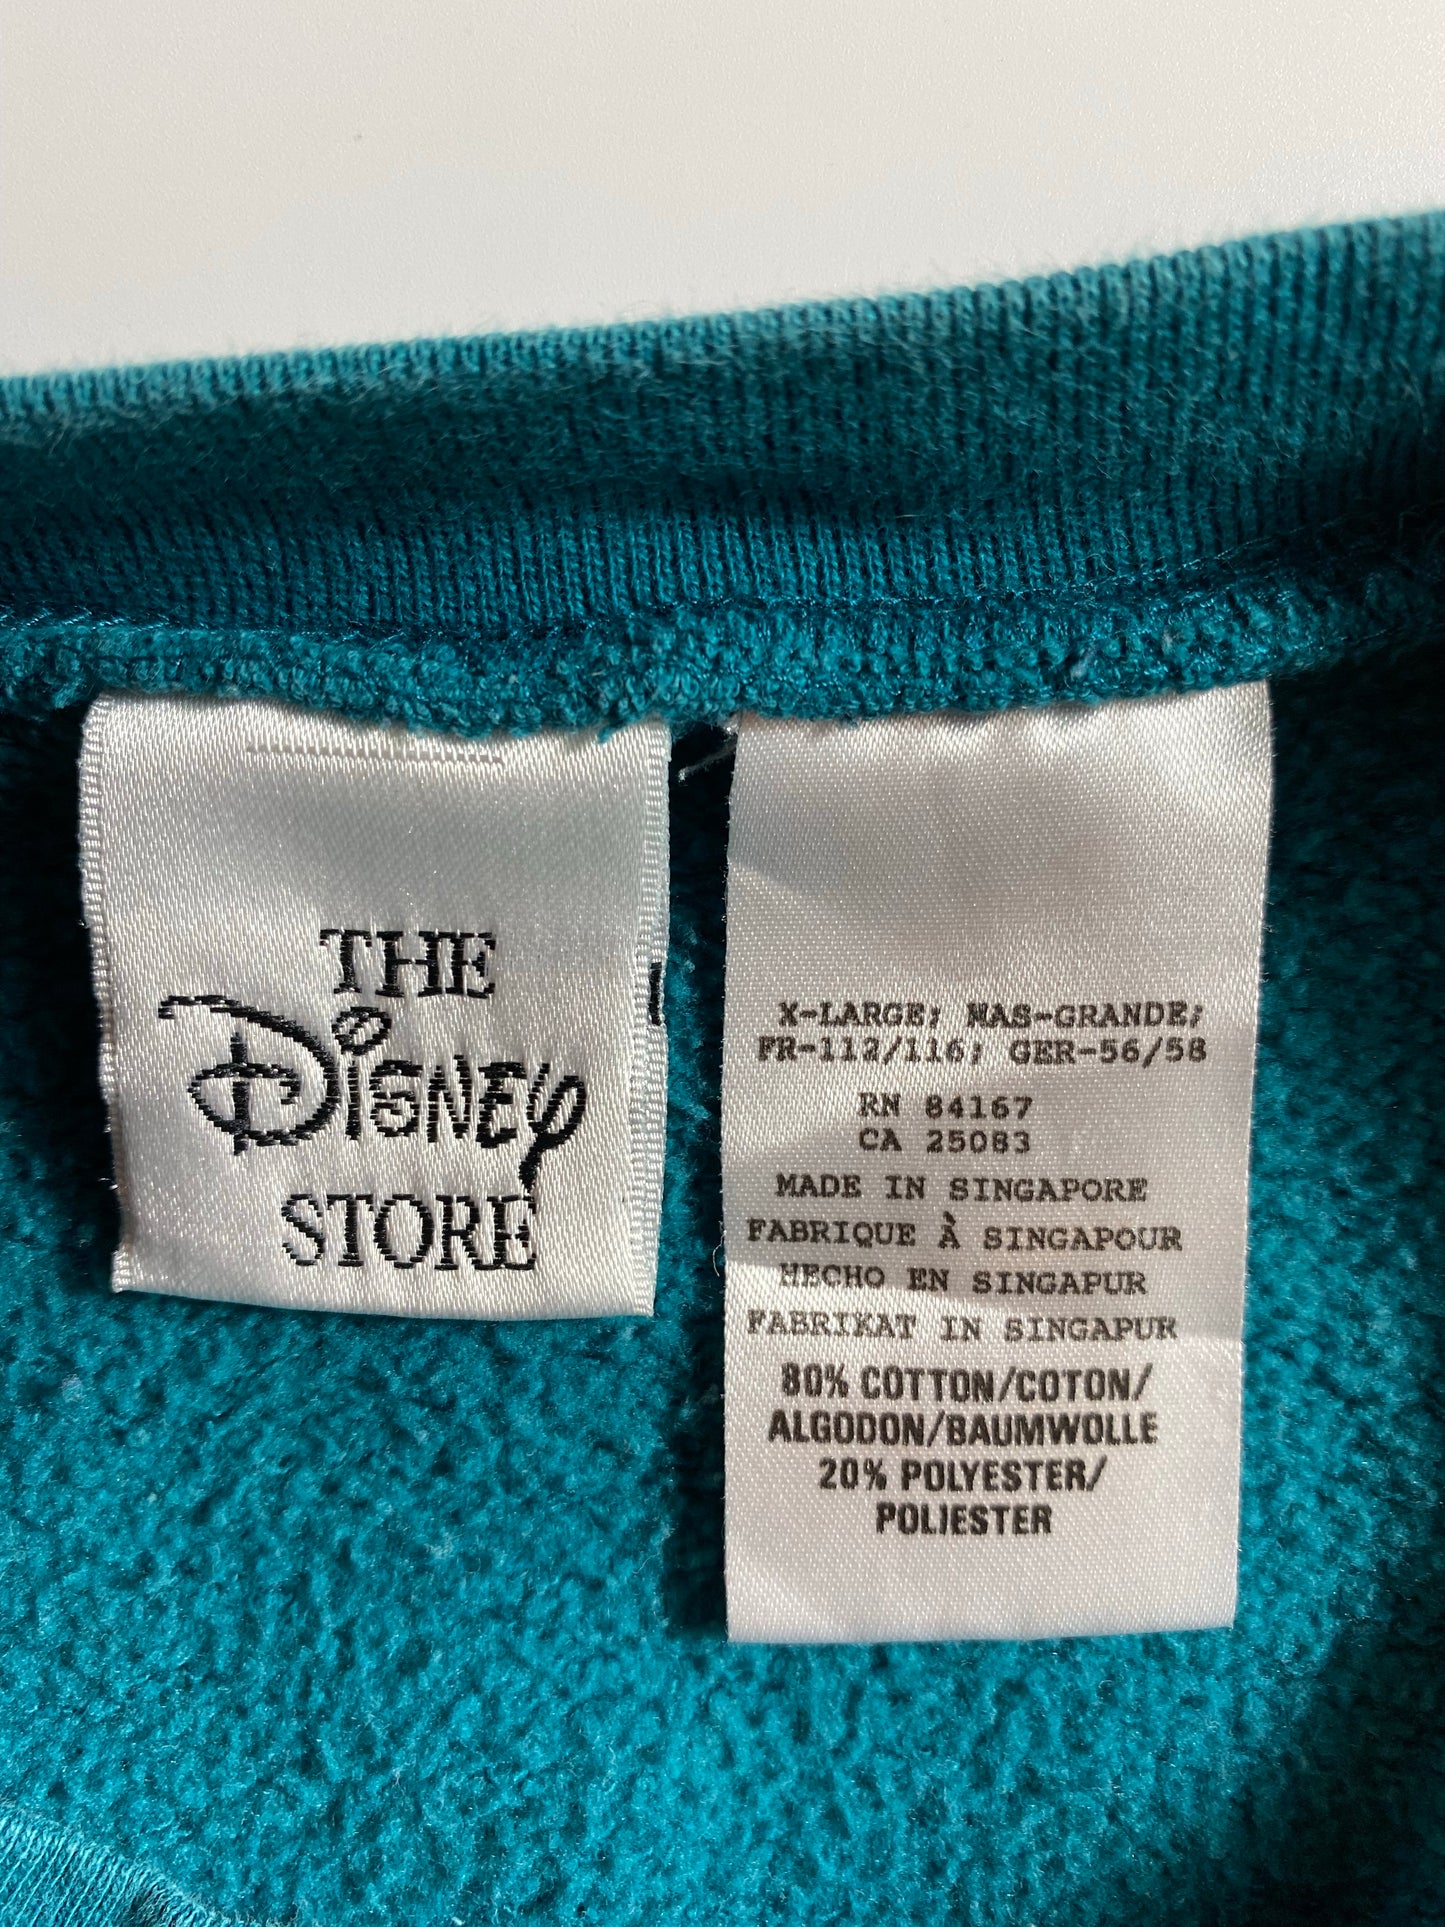 THE
Disney
STORE
X-LARGE; MAS-GRANDE;
FR-112/116; GER-56/58
RN 84167
CA 25083
MADE IN SINGAPORE
FABRIQUE À SINGAPOUR
HECHO EN SINGAPUR
FABRIKAT IN SINGAPUR
80% COTTON/COTON/
ALGODON/BAUMWOLLE
20% POLYESTER/
POLIESTER